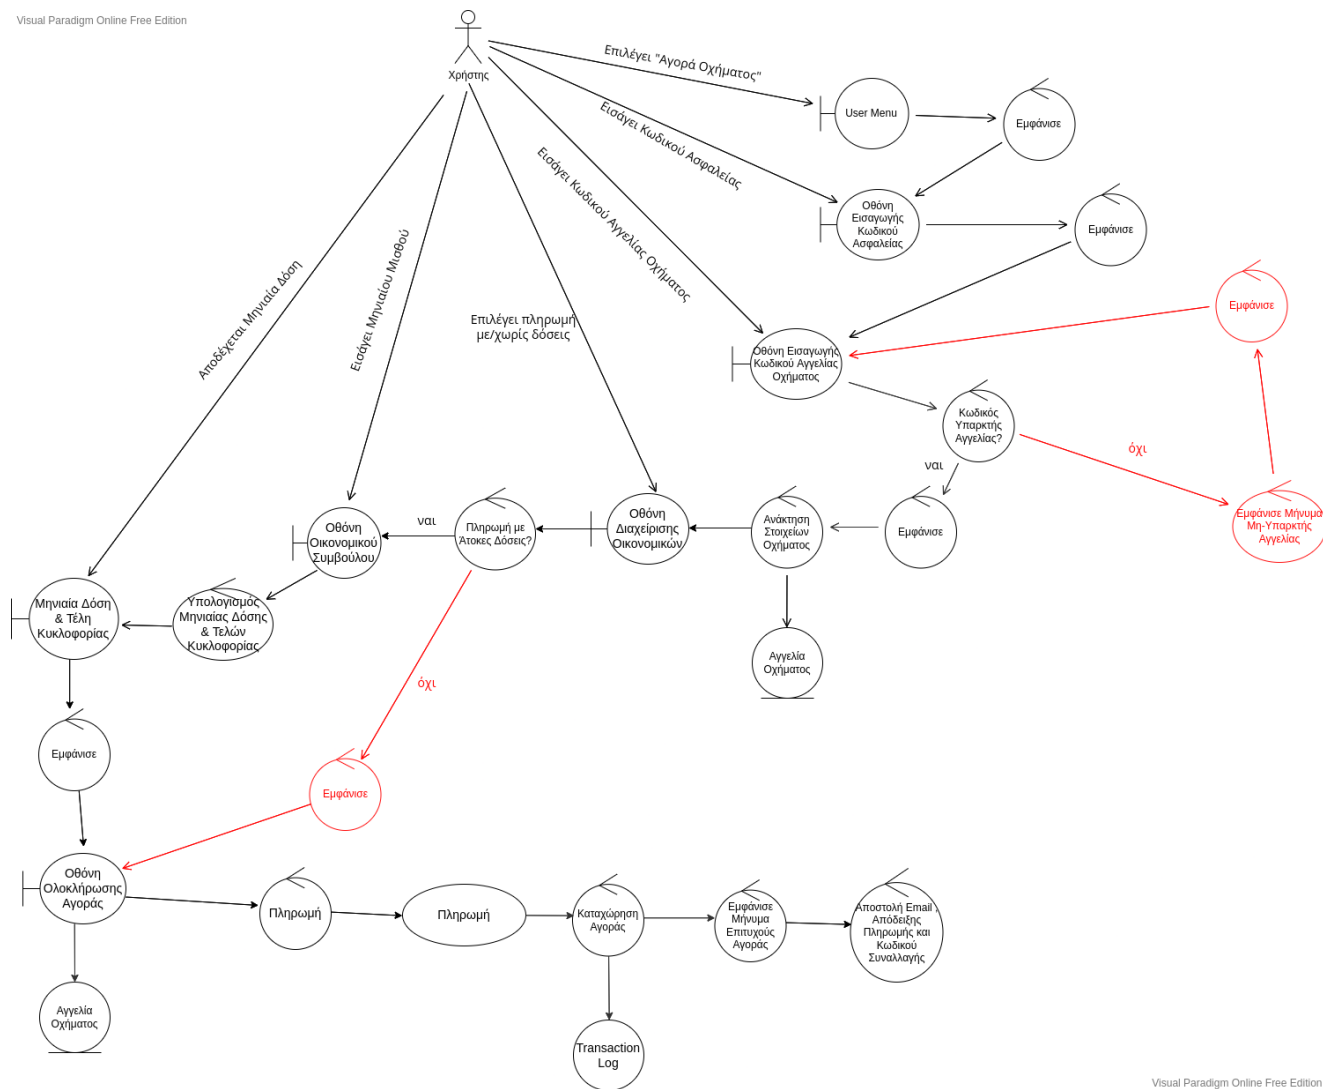 Visual Paradigm Online Free Edition
Χρήστης
Επιλέγει "Αγορά Οχήματος"
User Menu
Εμφάνισε
Εισάγει Κωδικού Ασφαλείας
Οθόνη
Εισαγωγής
Κωδικού
Ασφαλείας
Εμφάνισε
Εισάγει Κωδικού Αγγελίας Οχήματος
Εισάγει Μηνιαίου Μισθού
Αποδέχεται Μηνιαία Δόση
Επιλέγει πληρωμή
με/χωρίς δόσεις
Εμφάνισε
Οθόνη Εισαγωγής
Κωδικού Αγγελίας
Οχήματος
Κωδικός
Υπαρκτής
Αγγελίας?
όχι
ναι
Εμφάνισε Μήνυμα
Μη-Υπαρκτής
Αγγελίας
Εμφάνισε
Ανάκτηση
Στοιχείων
Οχήματος
Οθόνη
Διαχείρισης
Οικονομικών
Πληρωμή με
Άτοκες Δόσεις?
ναι
Οθόνη
Οικονομικού
Συμβούλου
Υπολογισμός
Μηνιαίας Δόσης
& Τελών
Κυκλοφορίας
Μηνιαία Δόση
& Τέλη
Κυκλοφορίας
Αγγελία
Οχήματος
όχι
Εμφάνισε
Εμφάνισε
Οθόνη
Ολοκλήρωσης
Αγοράς
Πληρωμή
Πληρωμή
Καταχώρηση
Αγοράς
Εμφάνισε
Μήνυμα
Επιτυχούς
Αγοράς
Αποστολή Email ,
Απόδειξης
Πληρωμής και
Κωδικού
Συναλλαγής
Αγγελία
Οχήματος
Transaction
Log
Visual Paradigm Online Free Edition